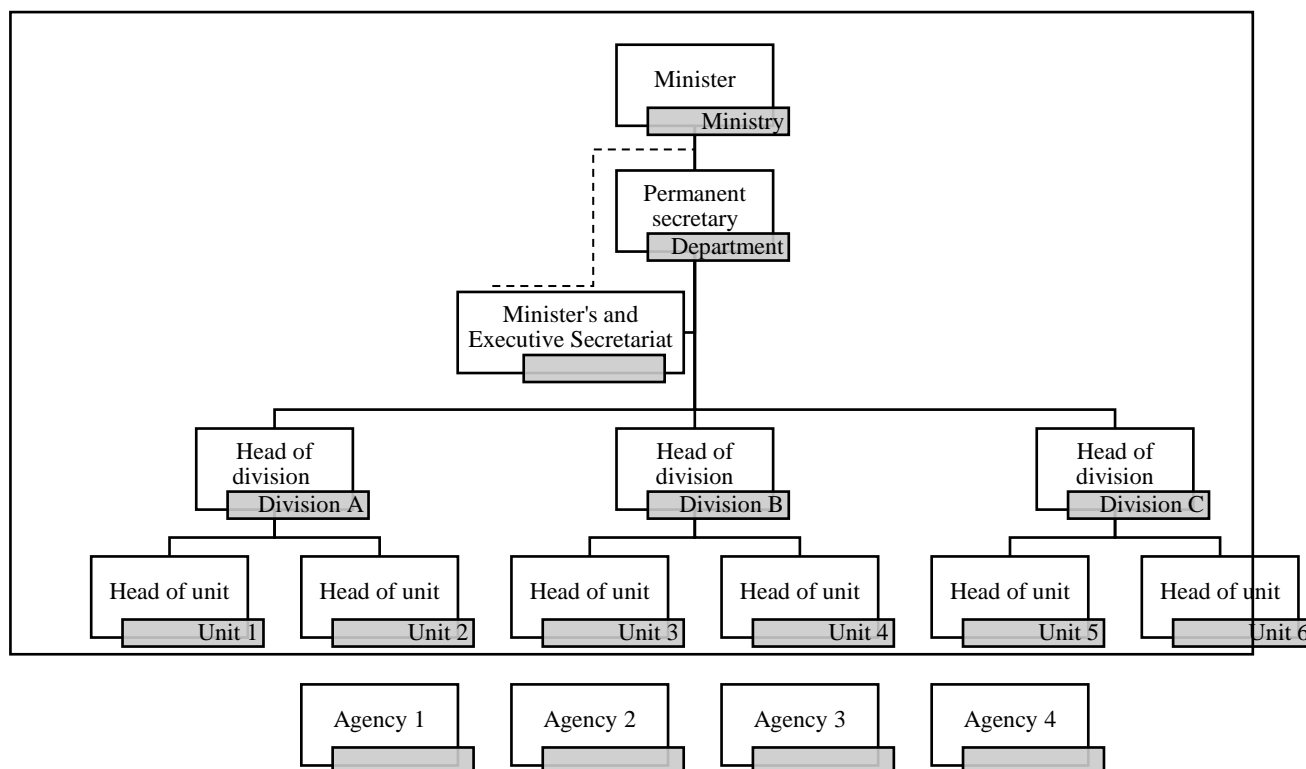 Minister
Ministry
Permanent
secretary
Department
Minister's and
Executive Secretariat
Head of
division
Division A
Head of
division
Division B
Head of
division
Division C
Head of unit
Unit 1
Head of unit
Unit 2
Head of unit
Unit 3
Head of unit
Unit 4
Head of unit
Unit 5
Head of unit
Unit 6
Agency 1
Agency 2
Agency 3
Agency 4